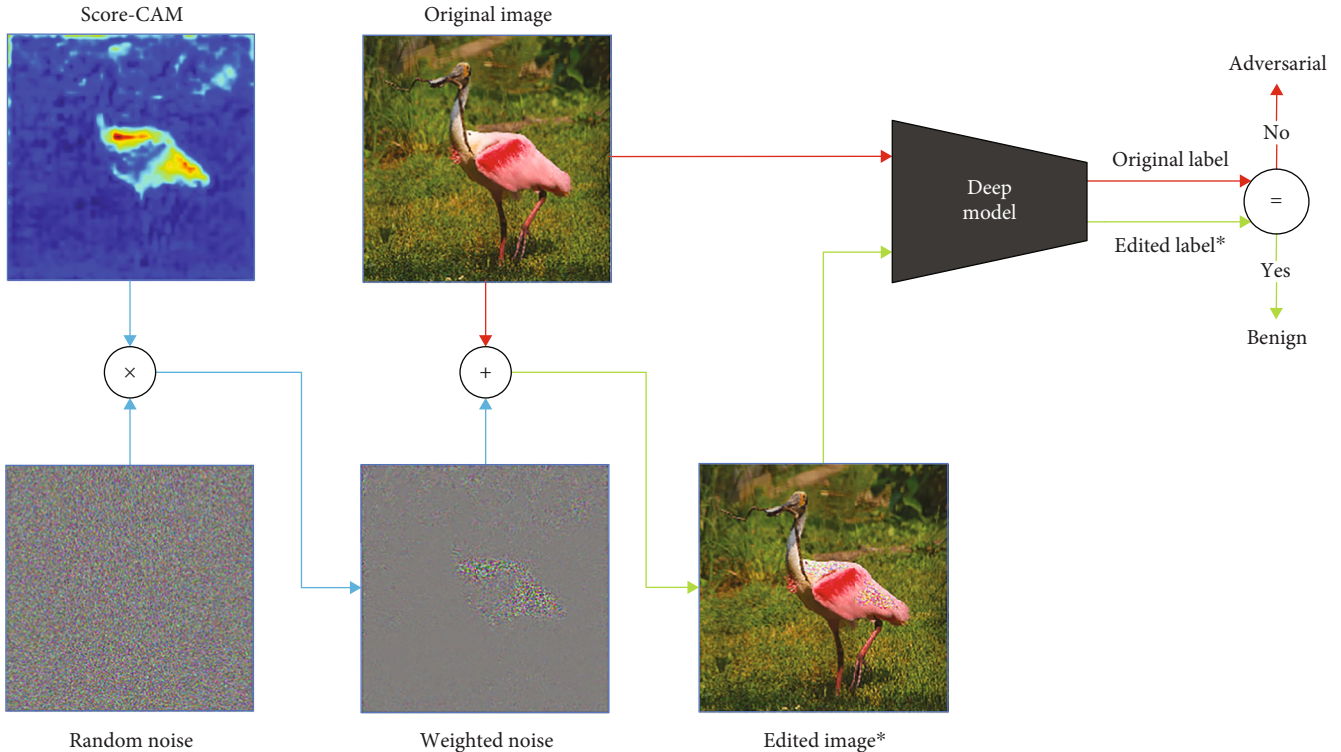 Score-CAM
Original image
Adversarial
No
Original label
Deep
model
=
Edited label*
Yes
Benign
×
+
Random noise
Weighted noise
Edited image*